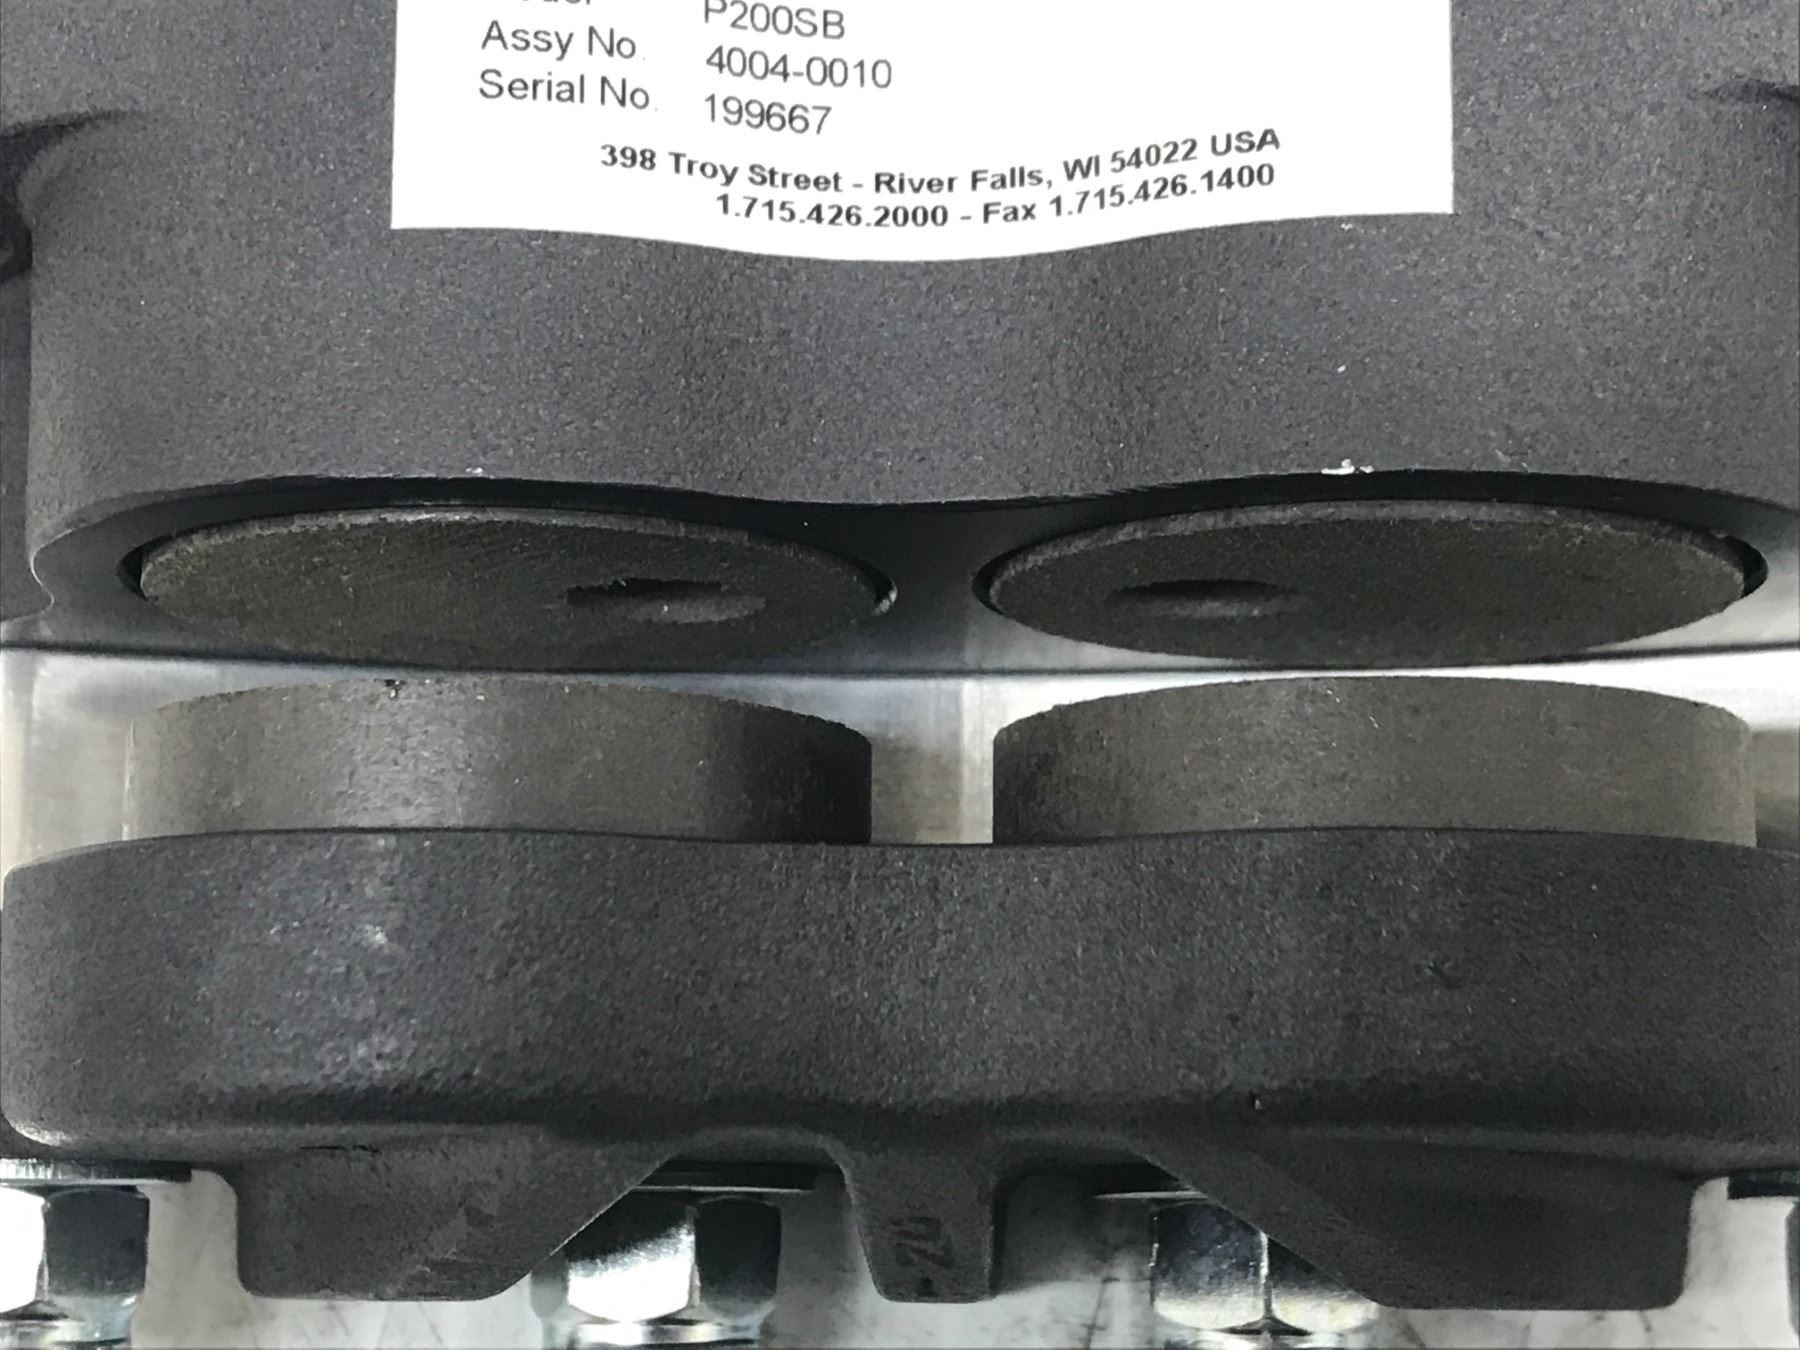 P200SB
Assy No. 4004-0010
Serial No. 199667
398 Troy Street - River Falls, WI 54022 USA
1.715.426.2000 - Fax 1.715.426.1400